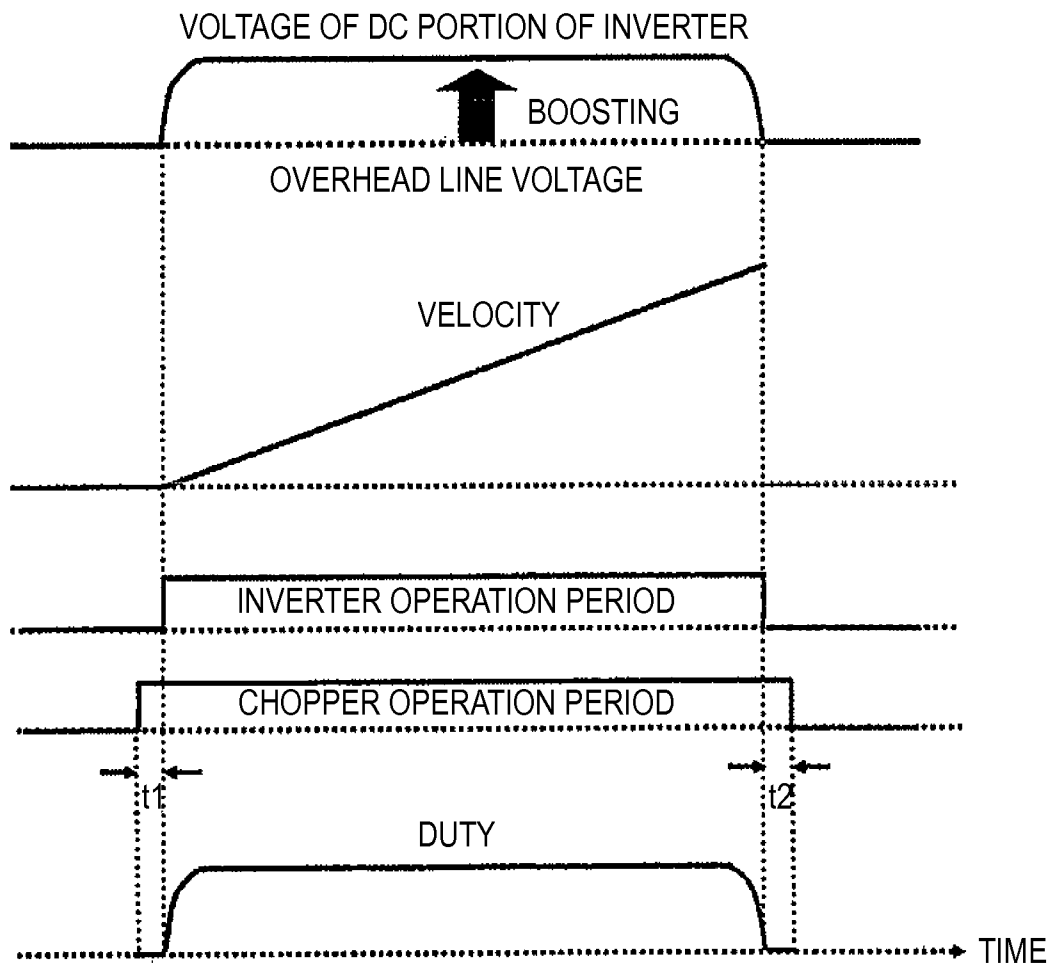 VOLTAGE OF DC PORTION OF INVERTER
BOOSTING
OVERHEAD LINE VOLTAGE
VELOCITY
INVERTER OPERATION PERIOD
CHOPPER OPERATION PERIOD
t1
t2
DUTY
TIME